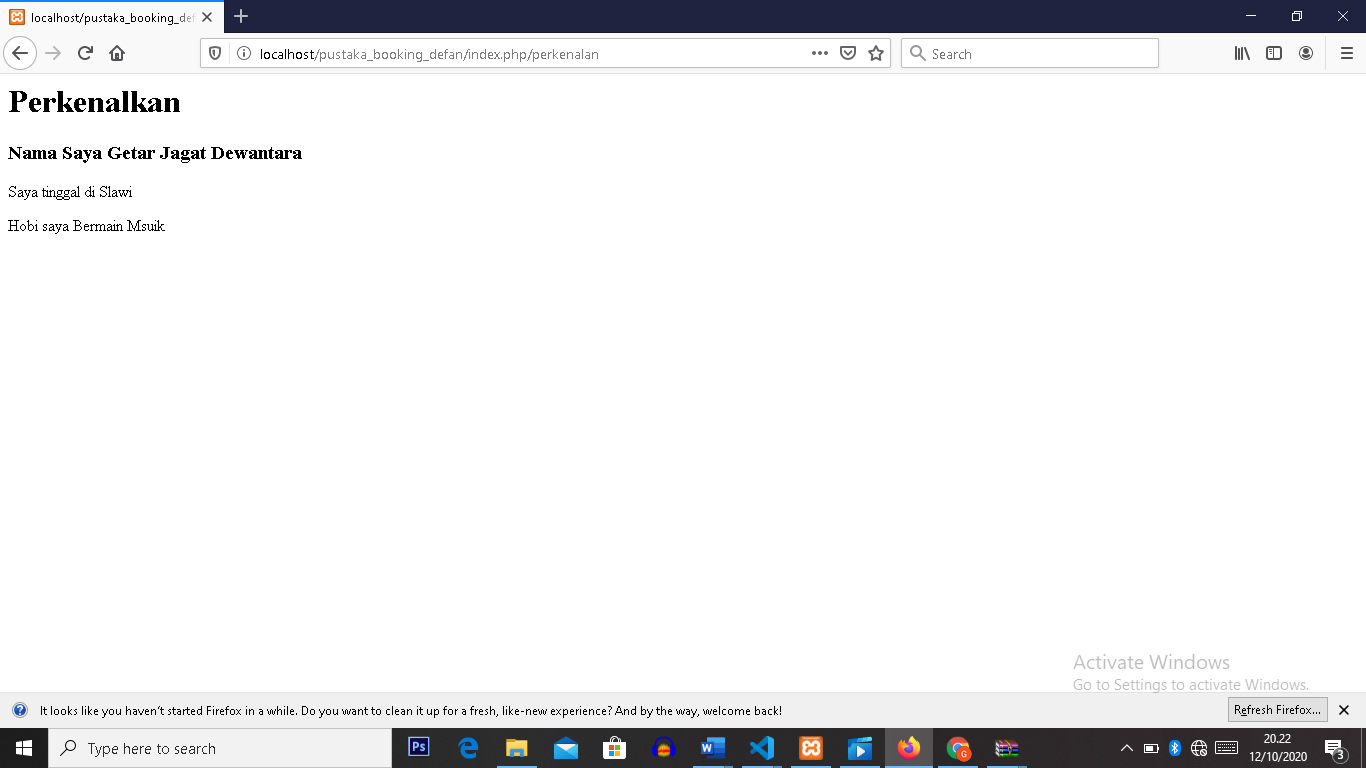 localhost/pustaka_booking_def
localhost/pustaka_booking_defan/index.php/perkenalan
Search
Perkenalkan
Nama Saya Getar Jagat Dewantara
Saya tinggal di Slawi
Hobi saya Bermain Msuik
Activate Windows
Go to Settings to activate Windows.
It looks like you haven't started Firefox in a while. Do you want to clean it up for a fresh, like-new experience? And by the way, welcome back!
Refresh Firefox...
Type here to search
Ps
G
20.22
12/10/2020
3